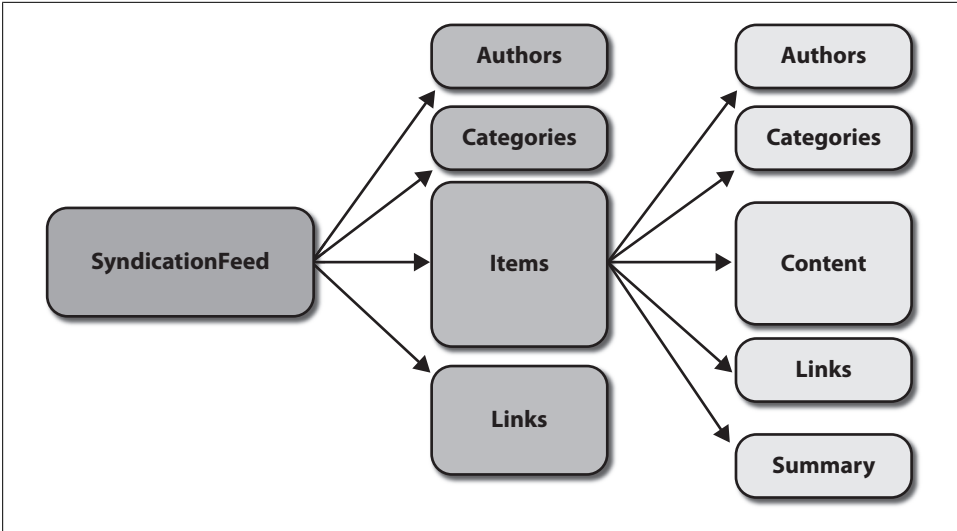 SyndicationFeed
Authors
Categories
Items
Links
Authors
Categories
Content
Links
Summary